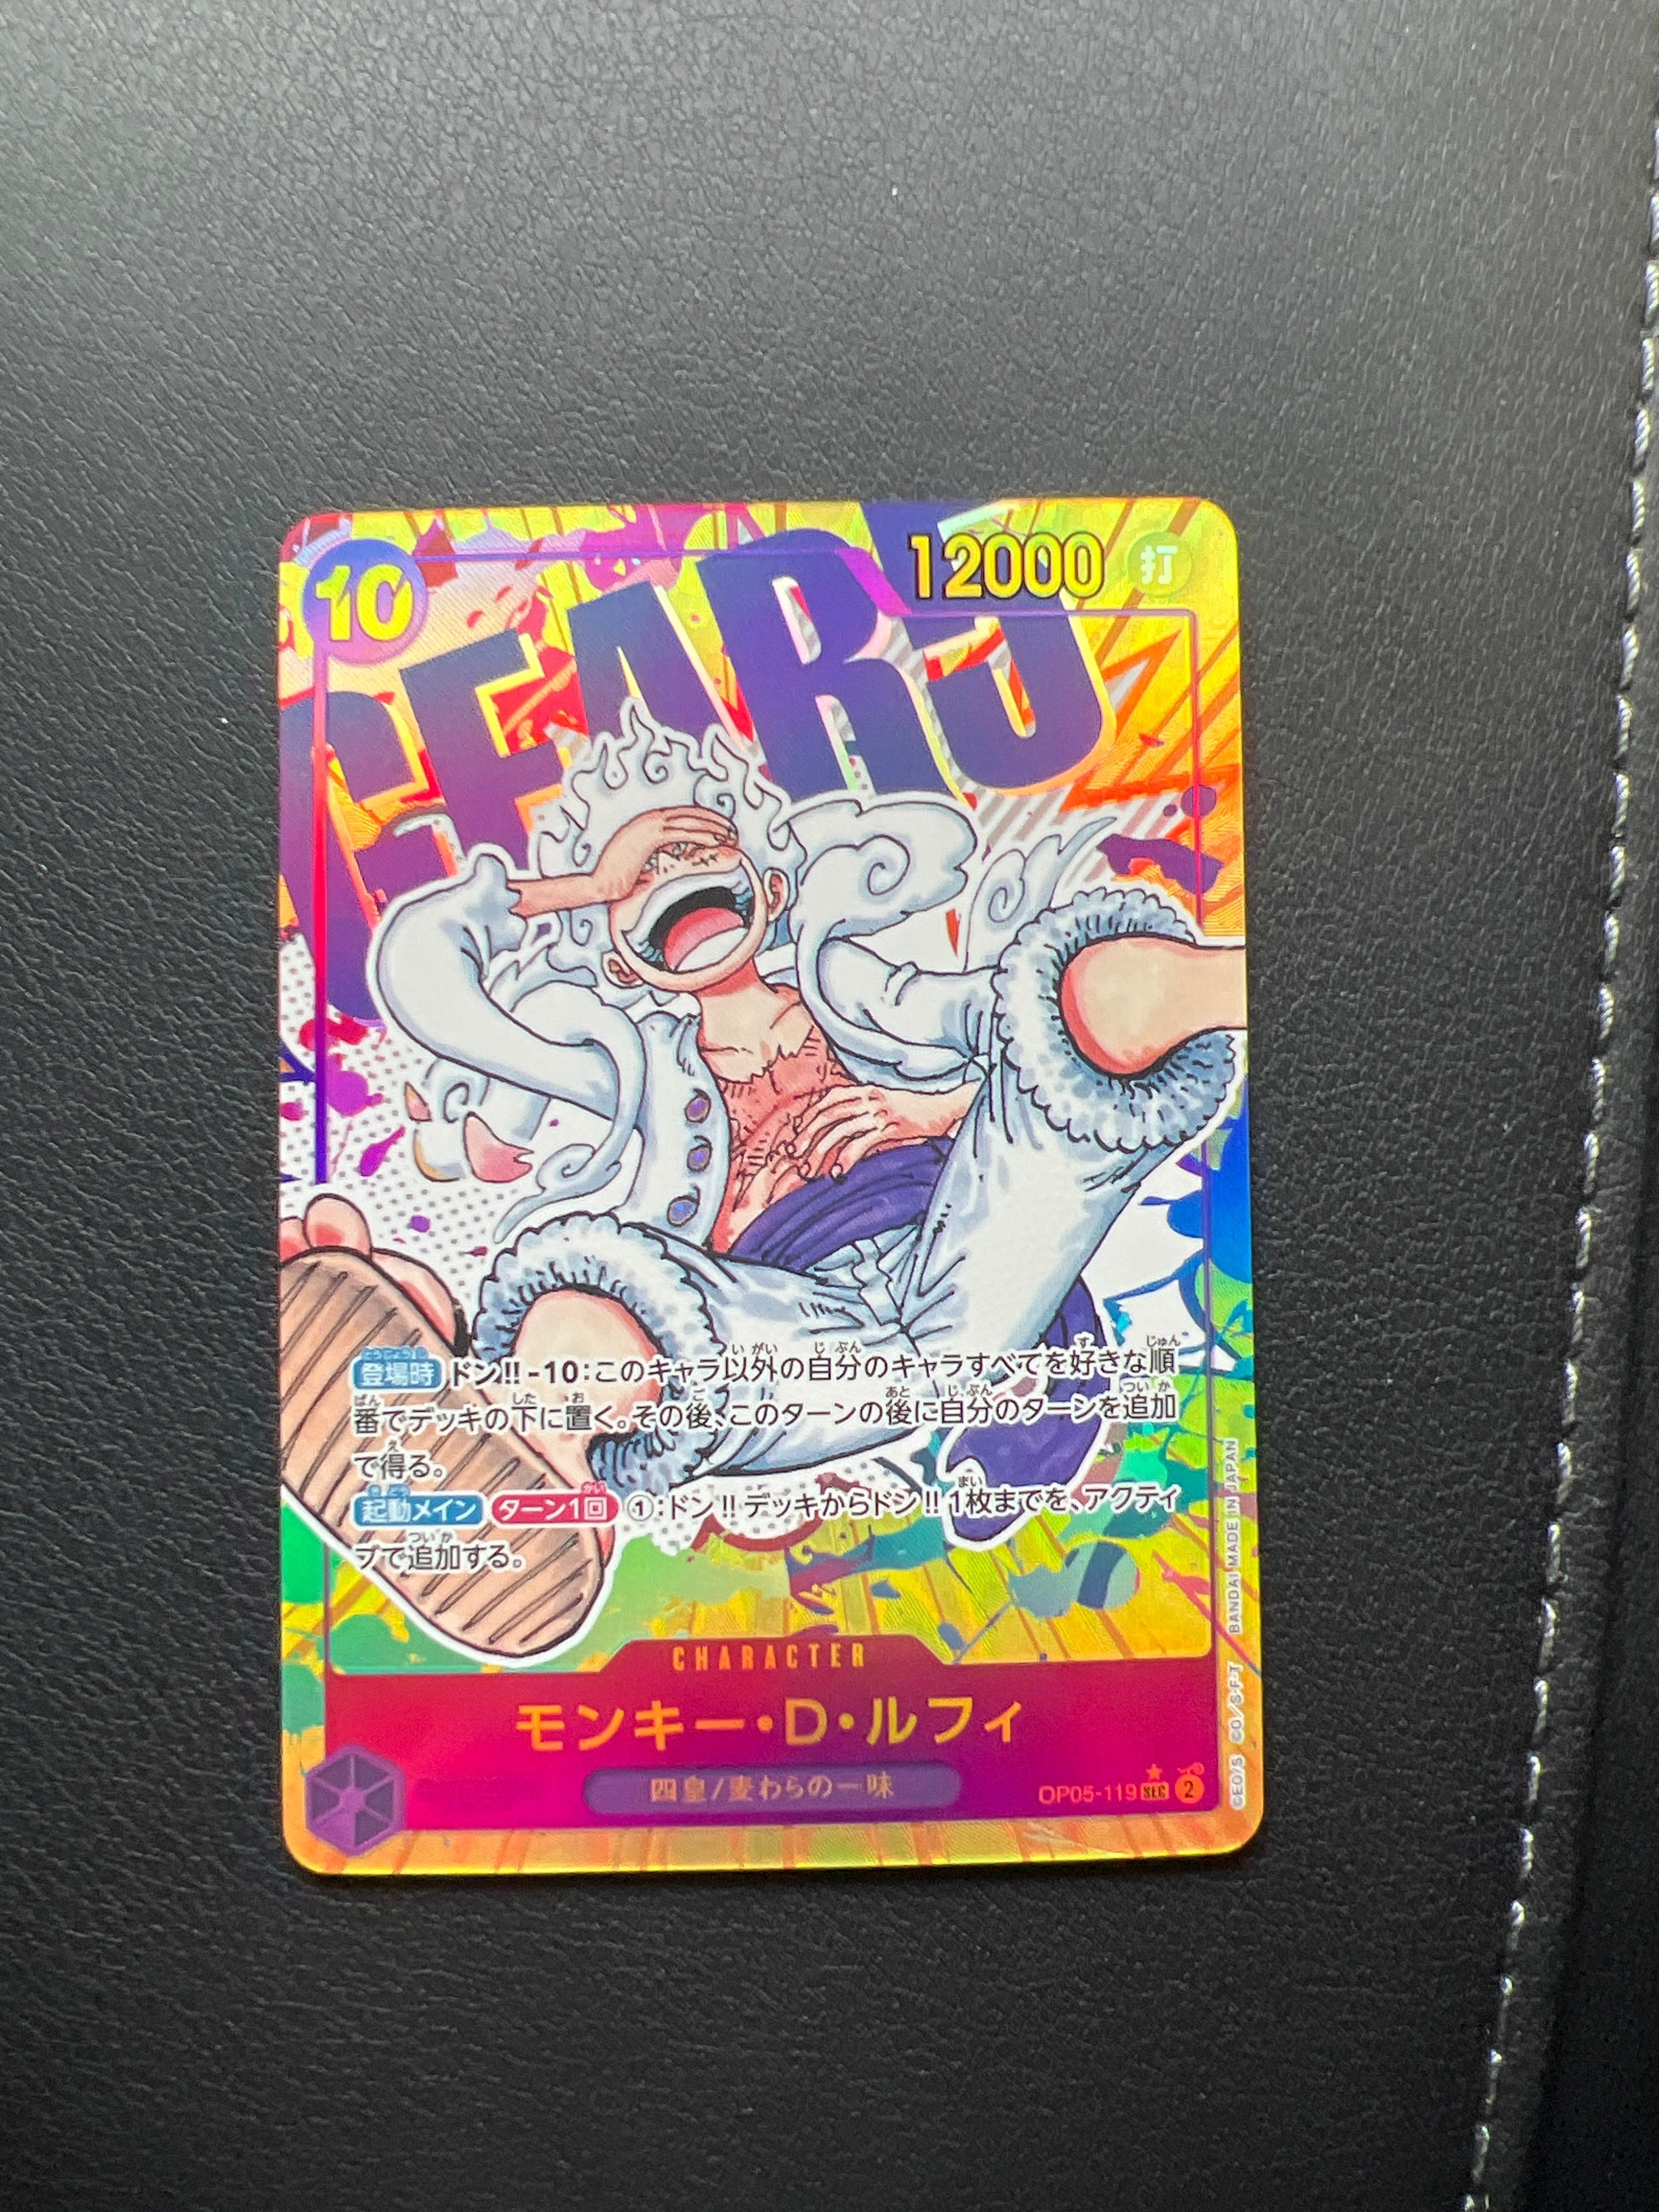 10
12000
打
GEAR5
登場時 ドン!!-10:このキャラ以外の自分のキャラすべてを好きな順
番でデッキの下に置く。その後、このターンの後に自分のターンを追加
で得る。
起動メイン ターン1回 ①:ドン!!デッキからドン!!1枚までを、アクティ
ブで追加する。
CHARACTER
モンキー・D・ルフィ
四皇/麦わらの一味
OP05-119 SEC 2
©EO/S ©O/S・F・T BANDAI MADE IN JAPAN